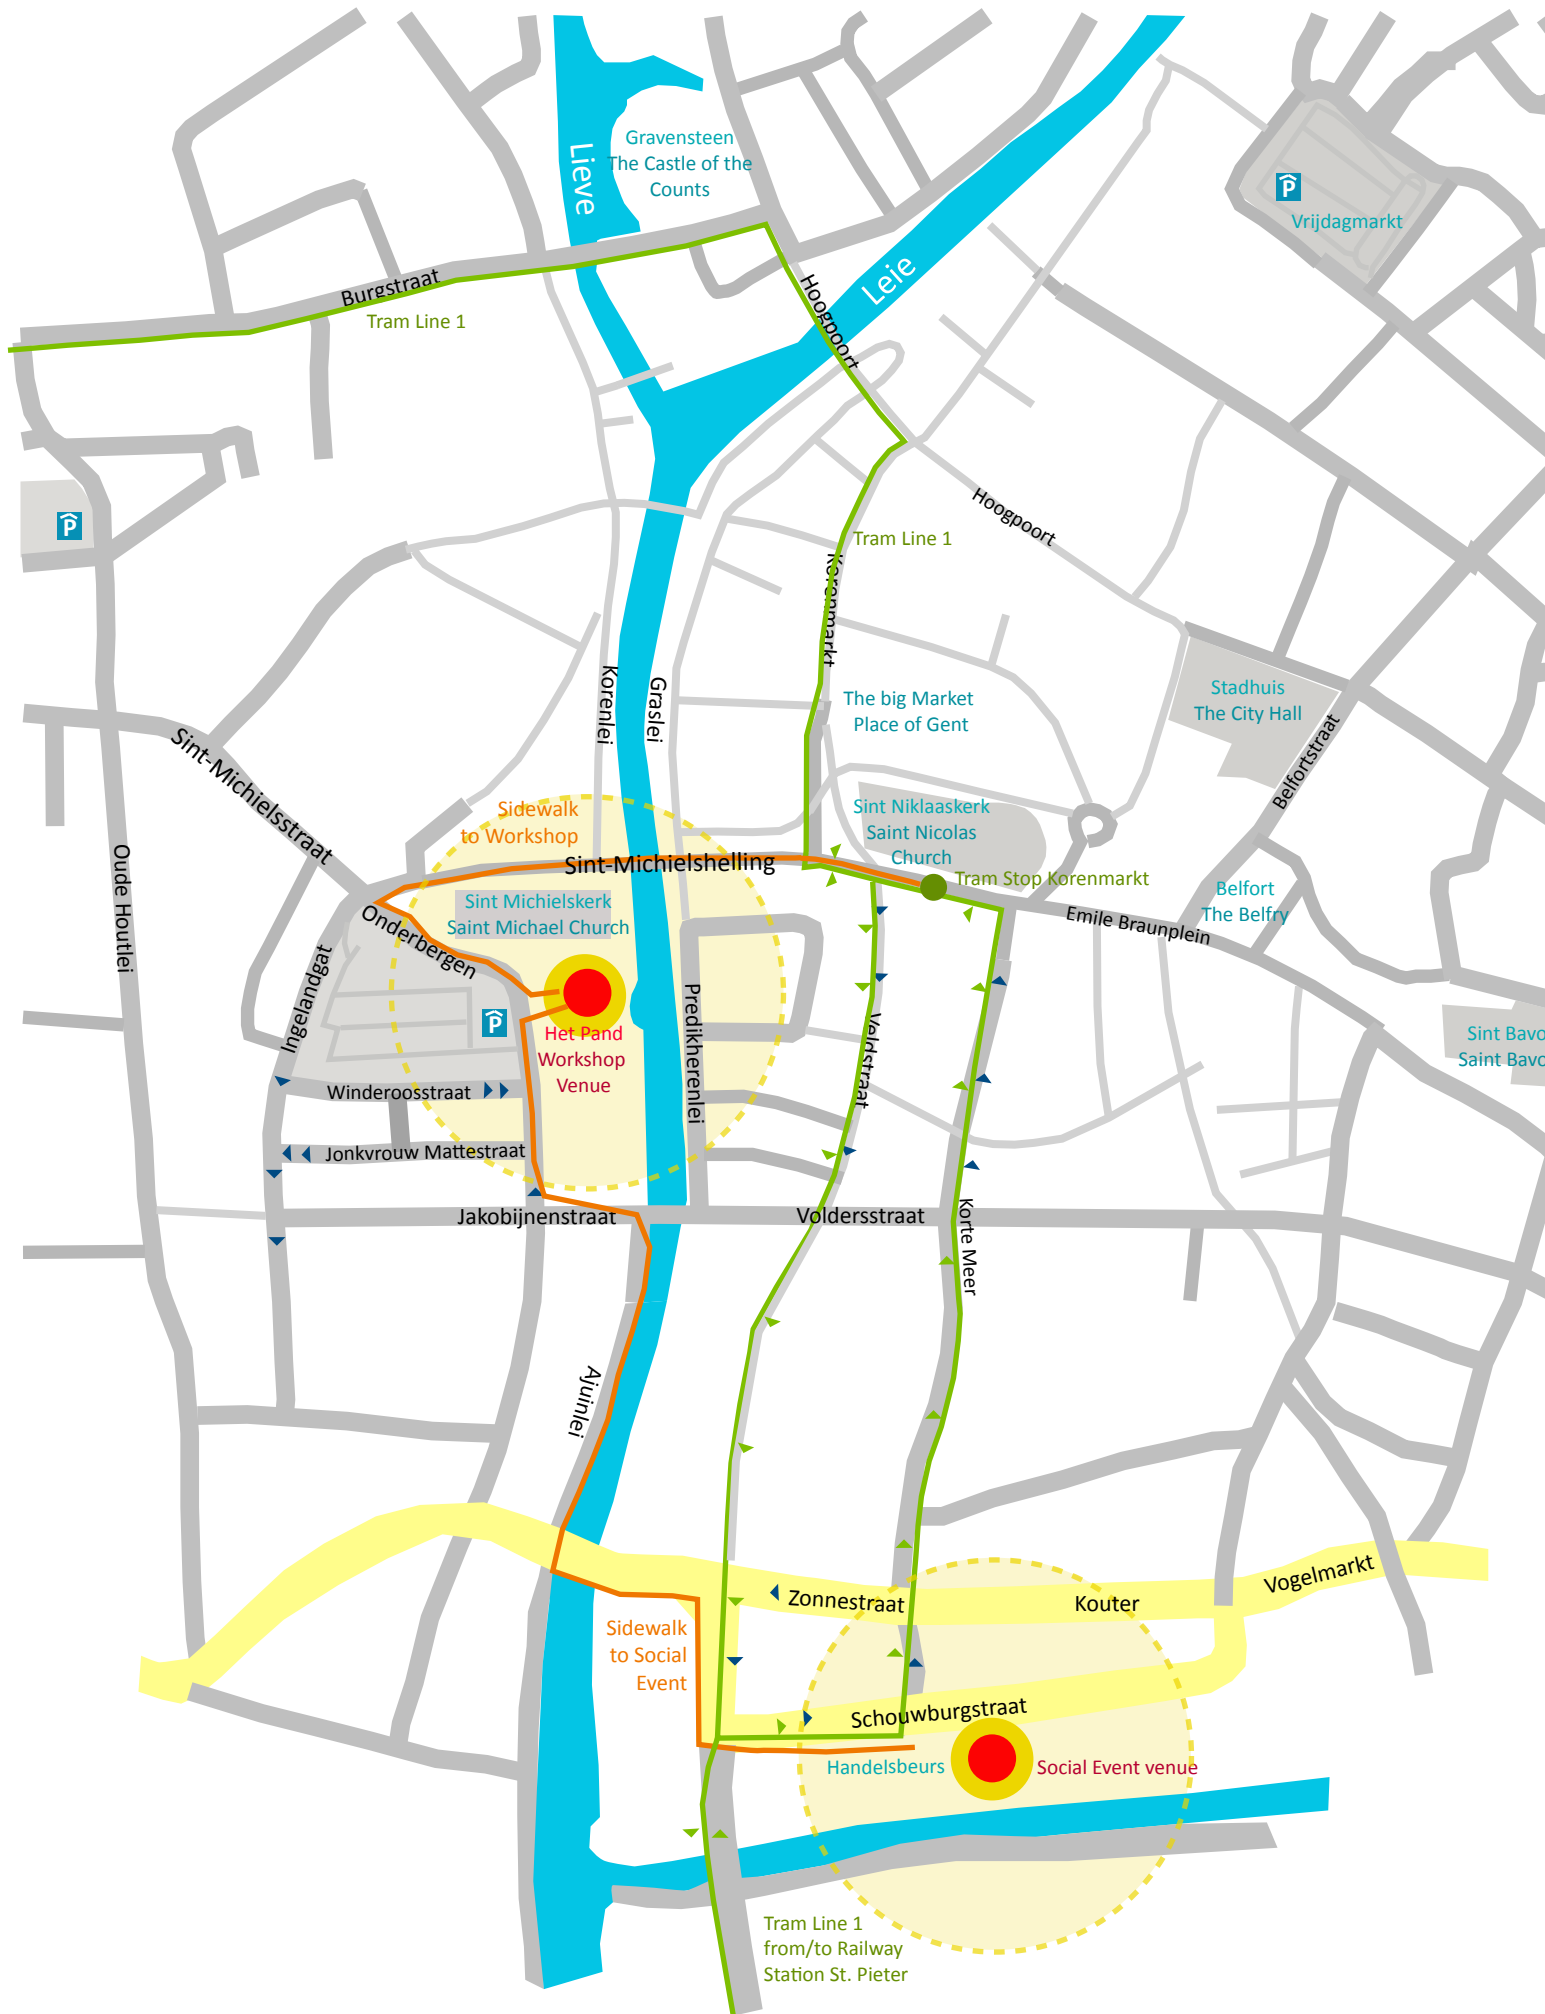 Gravensteen
The Castle of the
Counts
Lieve
P
Vrijdagmarkt
Leie
Burgstraat
Hoogpoort
Tram Line 1
Hoogpoort
P
Tram Line 1
Korenmarkt
Korenlei
Graslei
The big Market
Place of Gent
Stadhuis
The City Hall
Sint-Michielsstraat
Belfortstraat
Sidewalk
to Workshop
Sint Niklaaskerk
Saint Nicolas
Church
Oude Houtlei
Sint-Michielshelling
Tram Stop Korenmarkt
Sint Michielskerk
Saint Michael Church
Belfort
The Belfry
Onderbergen
Emile Braunplein
Ingelandgat
P
Predikherenlei
Veldstraat
Het Pand
Workshop
Venue
Sint Bavo
Saint Bavo
Winderoosstraat
Jonkvrouw Mattestraat
Jakobijnenstraat
Voldersstraat
Korte Meer
Ajuinlei
Vogelmarkt
Zonnestraat
Kouter
Sidewalk
to Social
Event
Schouwburgstraat
Handelsbeurs
Social Event venue
Tram Line 1
from/to Railway
Station St. Pieter